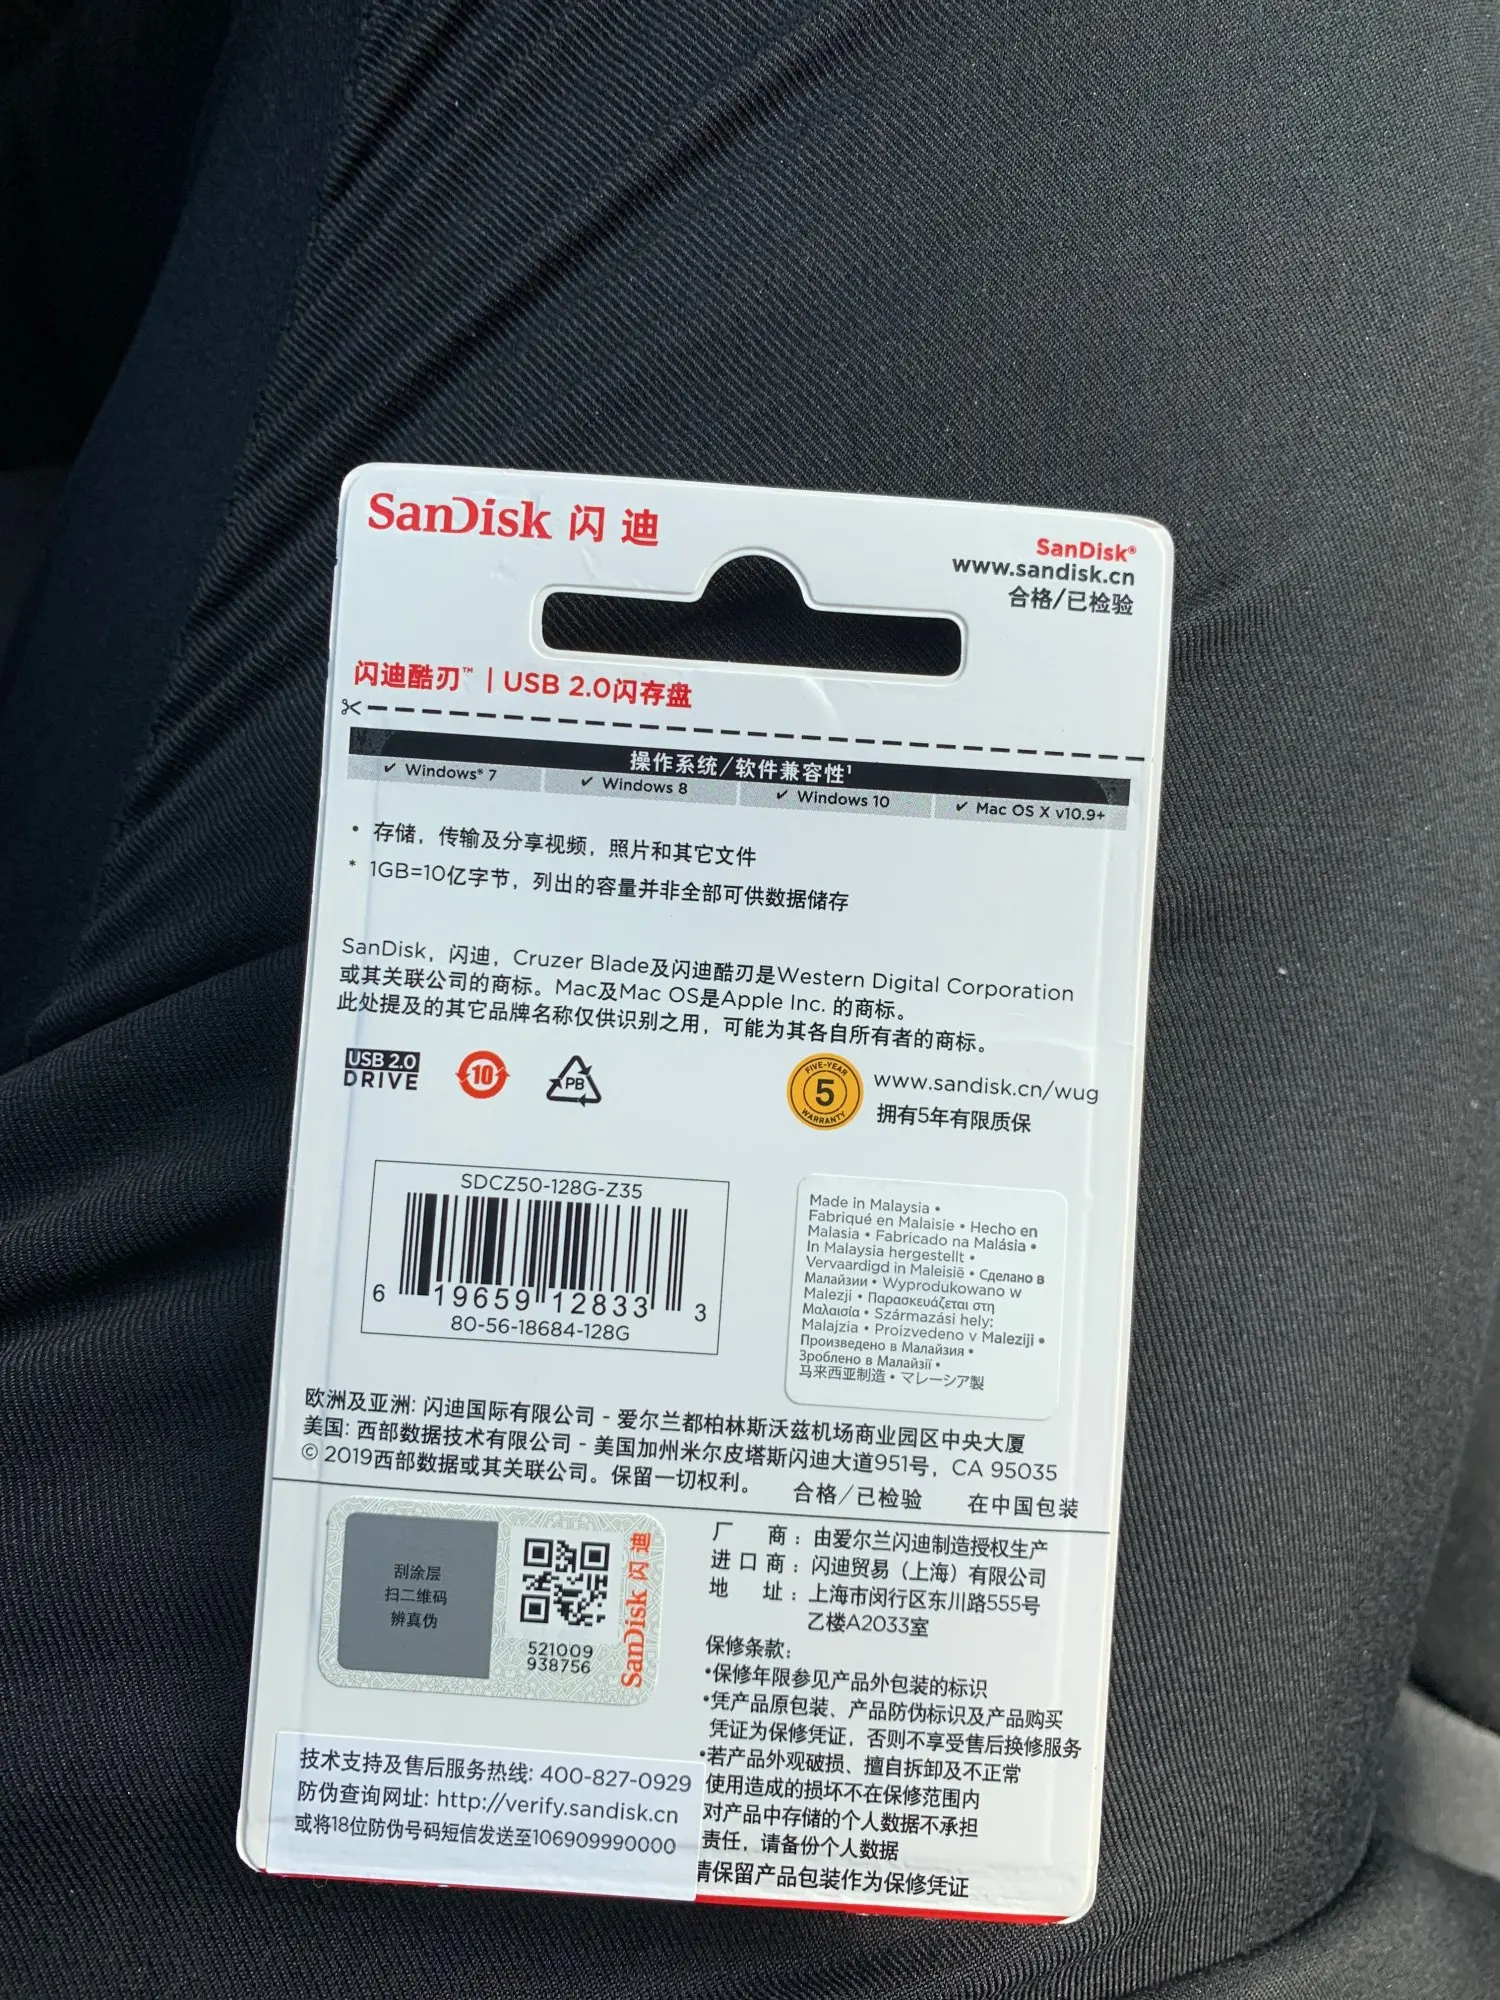 SanDisk 闪迪
SanDisk®
www.sandisk.cn
合格/已检验
闪迪酷刃™ | USB 2.0闪存盘
操作系统/软件兼容性¹
✓ Windows® 7
✓ Windows 8
✓ Windows 10
✓ Mac OS X v10.9+
• 存储，传输及分享视频，照片和其它文件
* 1GB=10亿字节，列出的容量并非全部可供数据储存
SanDisk，闪迪，Cruzer Blade及闪迪酷刃是Western Digital Corporation
或其关联公司的商标。Mac及Mac OS是Apple Inc. 的商标。
此处提及的其它品牌名称仅供识别之用，可能为其各自所有者的商标。
USB 2.0
DRIVE
10
PB
FIVE-YEAR
5
WARRANTY
www.sandisk.cn/wug
拥有5年有限质保
SDCZ50-128G-Z35
6 19659 12833 3
80-56-18684-128G
Made in Malaysia •
Fabriqué en Malaisie • Hecho en
Malasia • Fabricado na Malásia •
In Malaysia hergestellt •
Vervaardigd in Maleisië • Сделано в
Малайзии • Wyprodukowano w
Malezji • Παρασκευάζεται στη
Μαλαισία • Származási hely:
Malajzia • Proizvedeno v Maleziji •
Произведено в Малайзия •
Зроблено в Малайзії •
马来西亚制造 • マレーシア製
欧洲及亚洲: 闪迪国际有限公司 - 爱尔兰都柏林斯沃兹机场商业园区中央大厦
美国: 西部数据技术有限公司 - 美国加州米尔皮塔斯闪迪大道951号，CA 95035
© 2019西部数据或其关联公司。保留一切权利。 合格/已检验 在中国包装
刮涂层
扫二维码
辨真伪
521009
938756
SanDisk 闪迪
厂 商：由爱尔兰闪迪制造授权生产
进口商：闪迪贸易（上海）有限公司
地 址：上海市闵行区东川路555号
乙楼A2033室
保修条款:
•保修年限参见产品外包装的标识
•凭产品原包装、产品防伪标识及产品购买
凭证为保修凭证，否则不享受售后换修服务
•若产品外观破损、擅自拆卸及不正常
使用造成的损坏不在保修范围内
对产品中存储的个人数据不承担
责任，请备份个人数据
请保留产品包装作为保修凭证
技术支持及售后服务热线: 400-827-0929
防伪查询网址: http://verify.sandisk.cn
或将18位防伪号码短信发送至106909990000